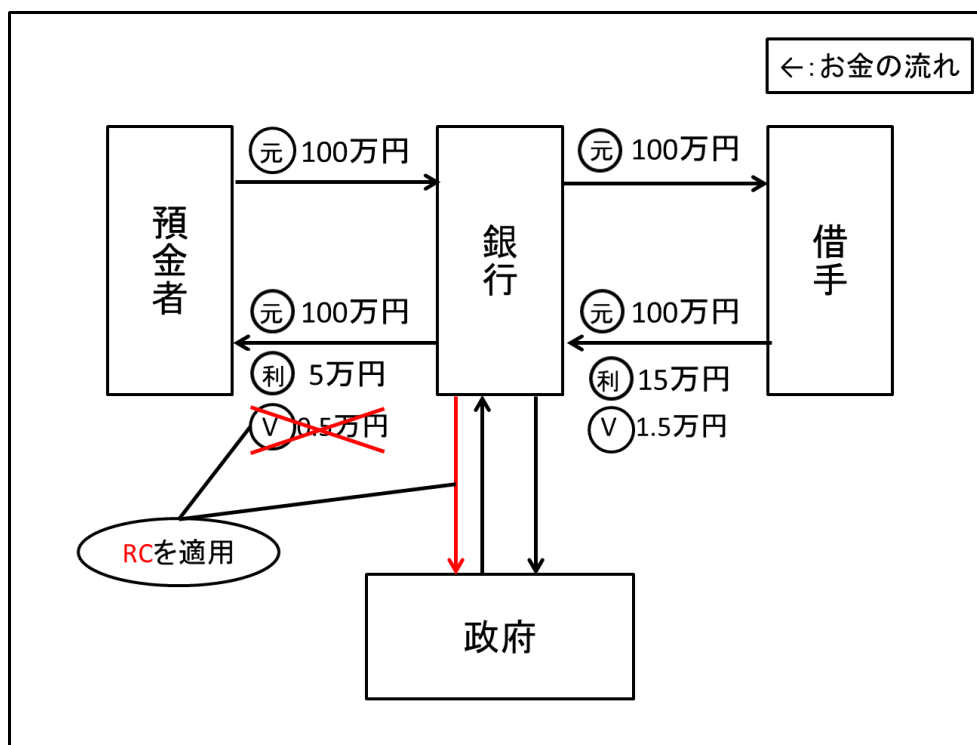 ←:お金の流れ
元 100万円
元 100万円
預金者
銀行
借手
元 100万円
元 100万円
利 5万円
利 15万円
V 0.5万円
V 1.5万円
RCを適用
政府